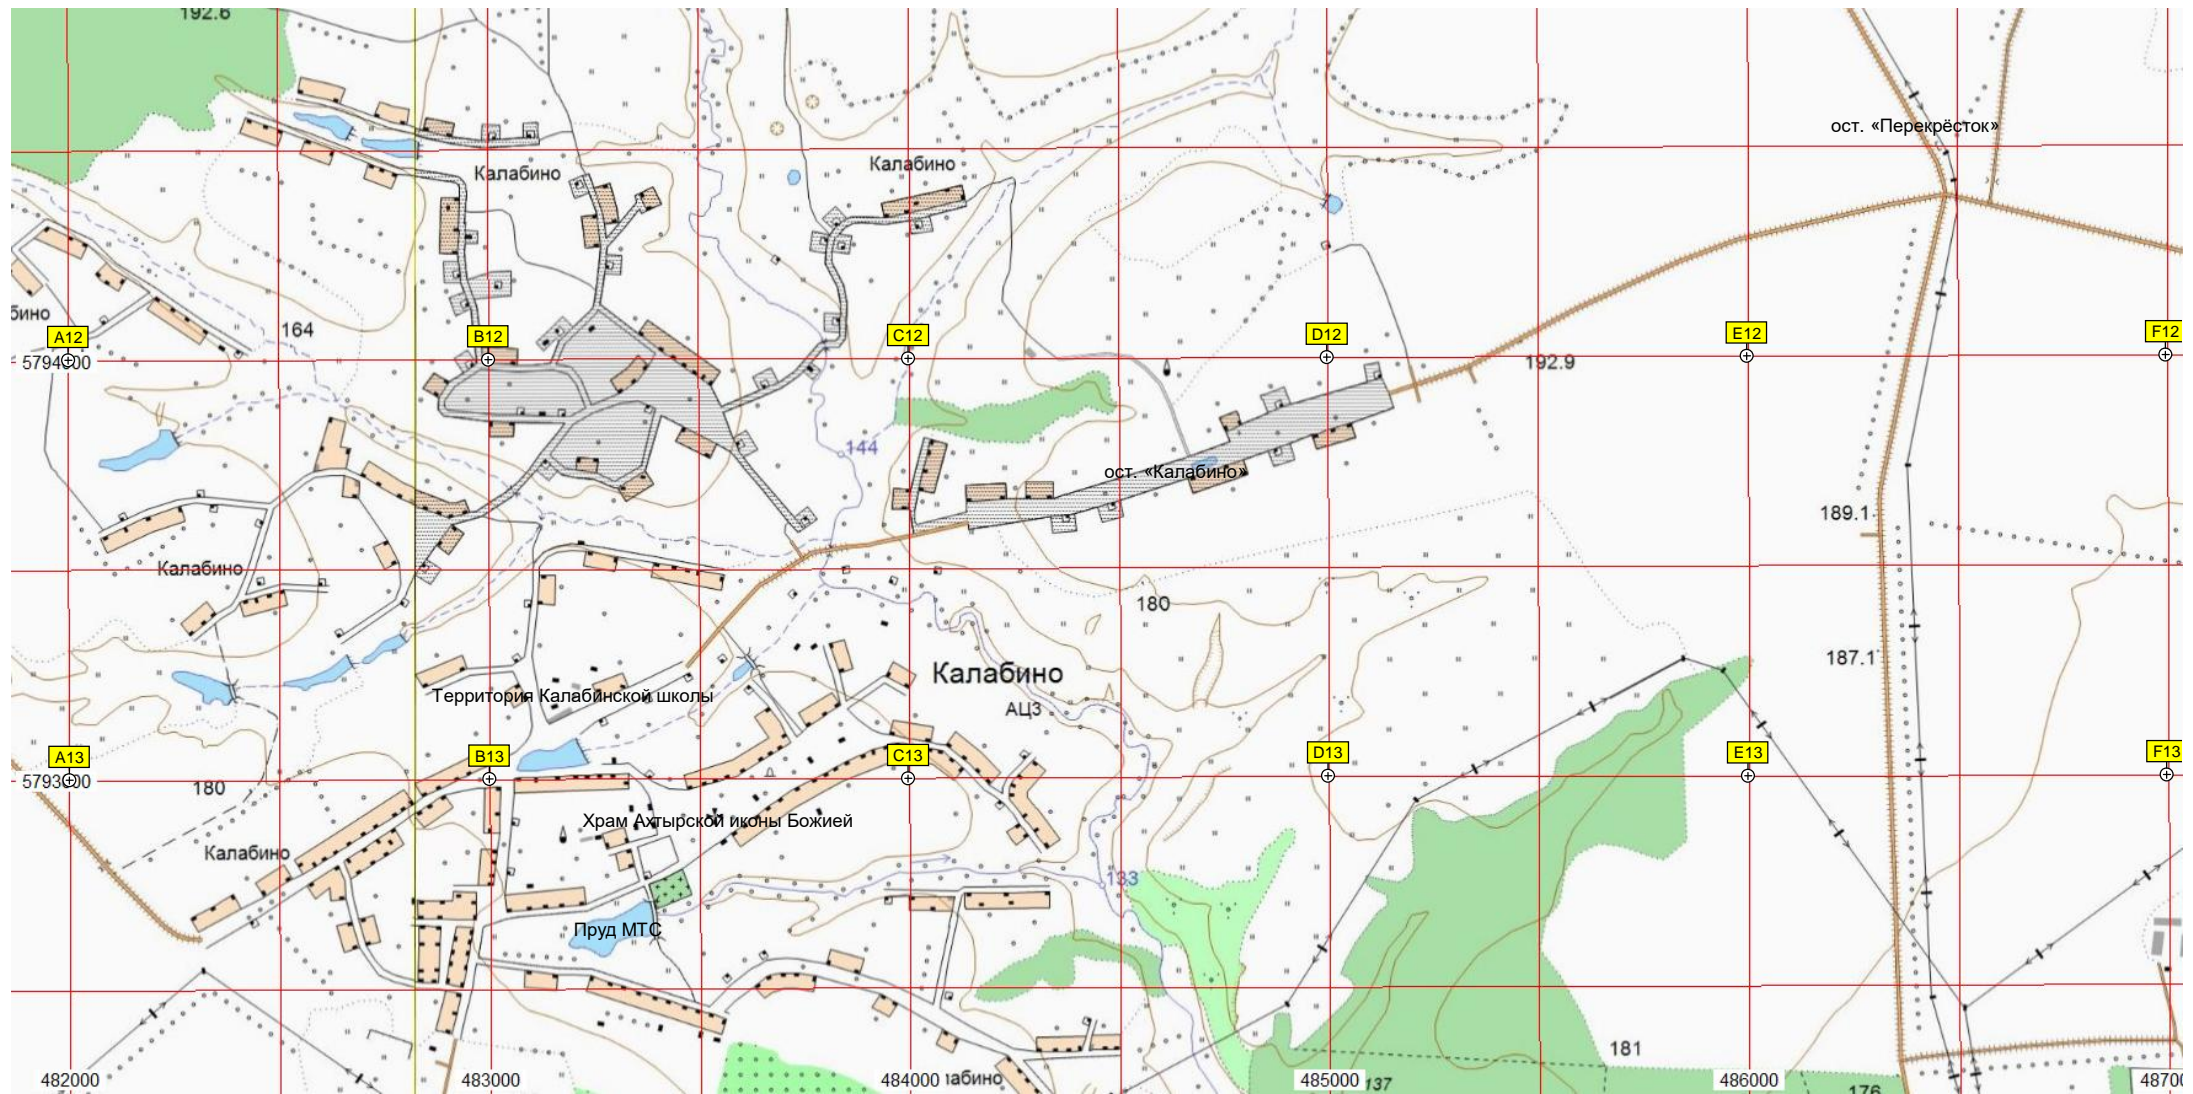 192.6
ост. «Перекрёсток»
Калабино
Калабино
164
A12
B12
C12
D12
E12
F12
5794000
192.9
144
ост. «Калабино»
189.1
Калабино
180
187.1
Калабино
АЦЗ
Территория Калабинской школы
A13
B13
C13
D13
E13
F13
5793000
180
Храм Ахтырской иконы Божией
Калабино
133
Пруд МТС
181
482000
483000
484000
485000
137
486000
176